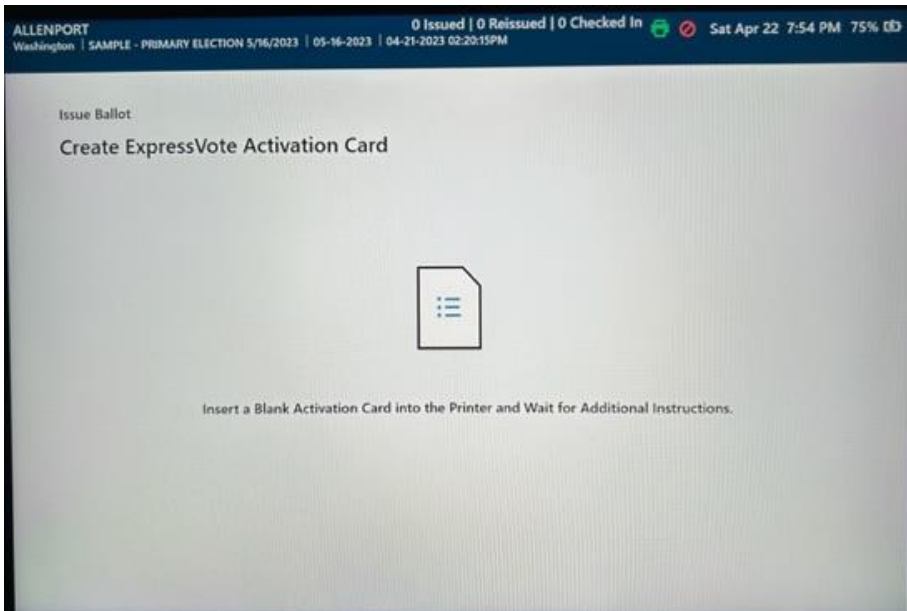 ALLENPORT 0 Issued | 0 Reissued | 0 Checked In Sat Apr 22 7:54 PM 75%
Washington | SAMPLE - PRIMARY ELECTION 5/16/2023 | 05-16-2023 | 04-21-2023 02:20:15PM
Issue Ballot
Create ExpressVote Activation Card
Insert a Blank Activation Card into the Printer and Wait for Additional Instructions.